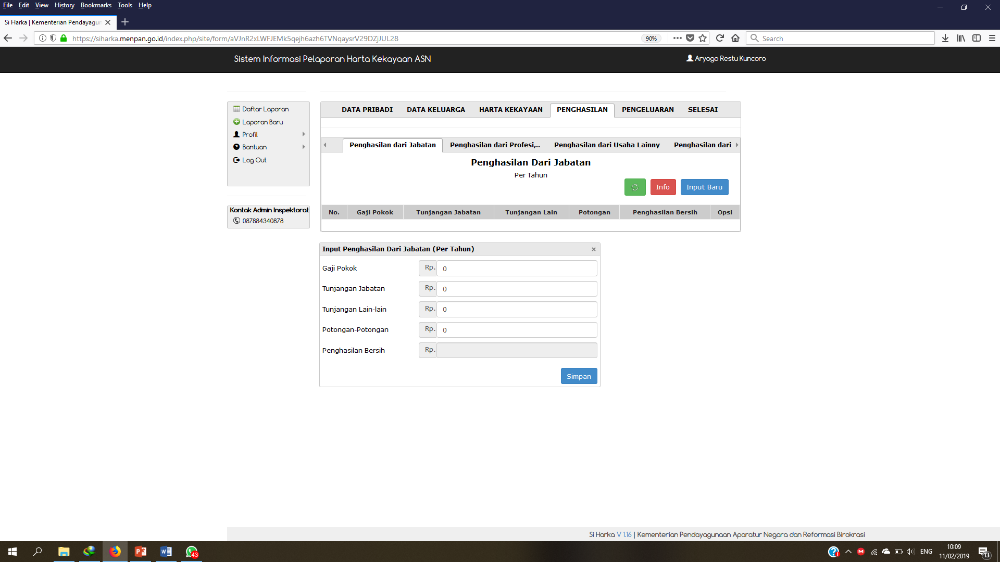 File Edit View History Bookmarks Tools Help
Si Harka | Kementerian Pendayagun
https://siharka.menpan.go.id/index.php/site/form/aVJnR2xLWFJEMk5qejh6azh6TVNqaysrV29DZjJUL28 90% Search
Sistem Informasi Pelaporan Harta Kekayaan ASN Aryogo Restu Kuncoro
Daftar Laporan
Laporan Baru
Profil
Bantuan
Log Out
Kontak Admin Inspektorat
087884340878
DATA PRIBADI DATA KELUARGA HARTA KEKAYAAN PENGHASILAN PENGELUARAN SELESAI
Penghasilan dari Jabatan Penghasilan dari Profesi,.. Penghasilan dari Usaha Lainny Penghasilan dari
Penghasilan Dari Jabatan
Per Tahun
Info Input Baru
No. Gaji Pokok Tunjangan Jabatan Tunjangan Lain Potongan Penghasilan Bersih Opsi
Input Penghasilan Dari Jabatan (Per Tahun) ×
Gaji Pokok Rp. 0
Tunjangan Jabatan Rp. 0
Tunjangan Lain-lain Rp. 0
Potongan-Potongan Rp. 0
Penghasilan Bersih Rp.
Simpan
Si Harka V 1.16 | Kementerian Pendayagunaan Aparatur Negara dan Reformasi Birokrasi
43
ENG
10:09
11/02/2019
13